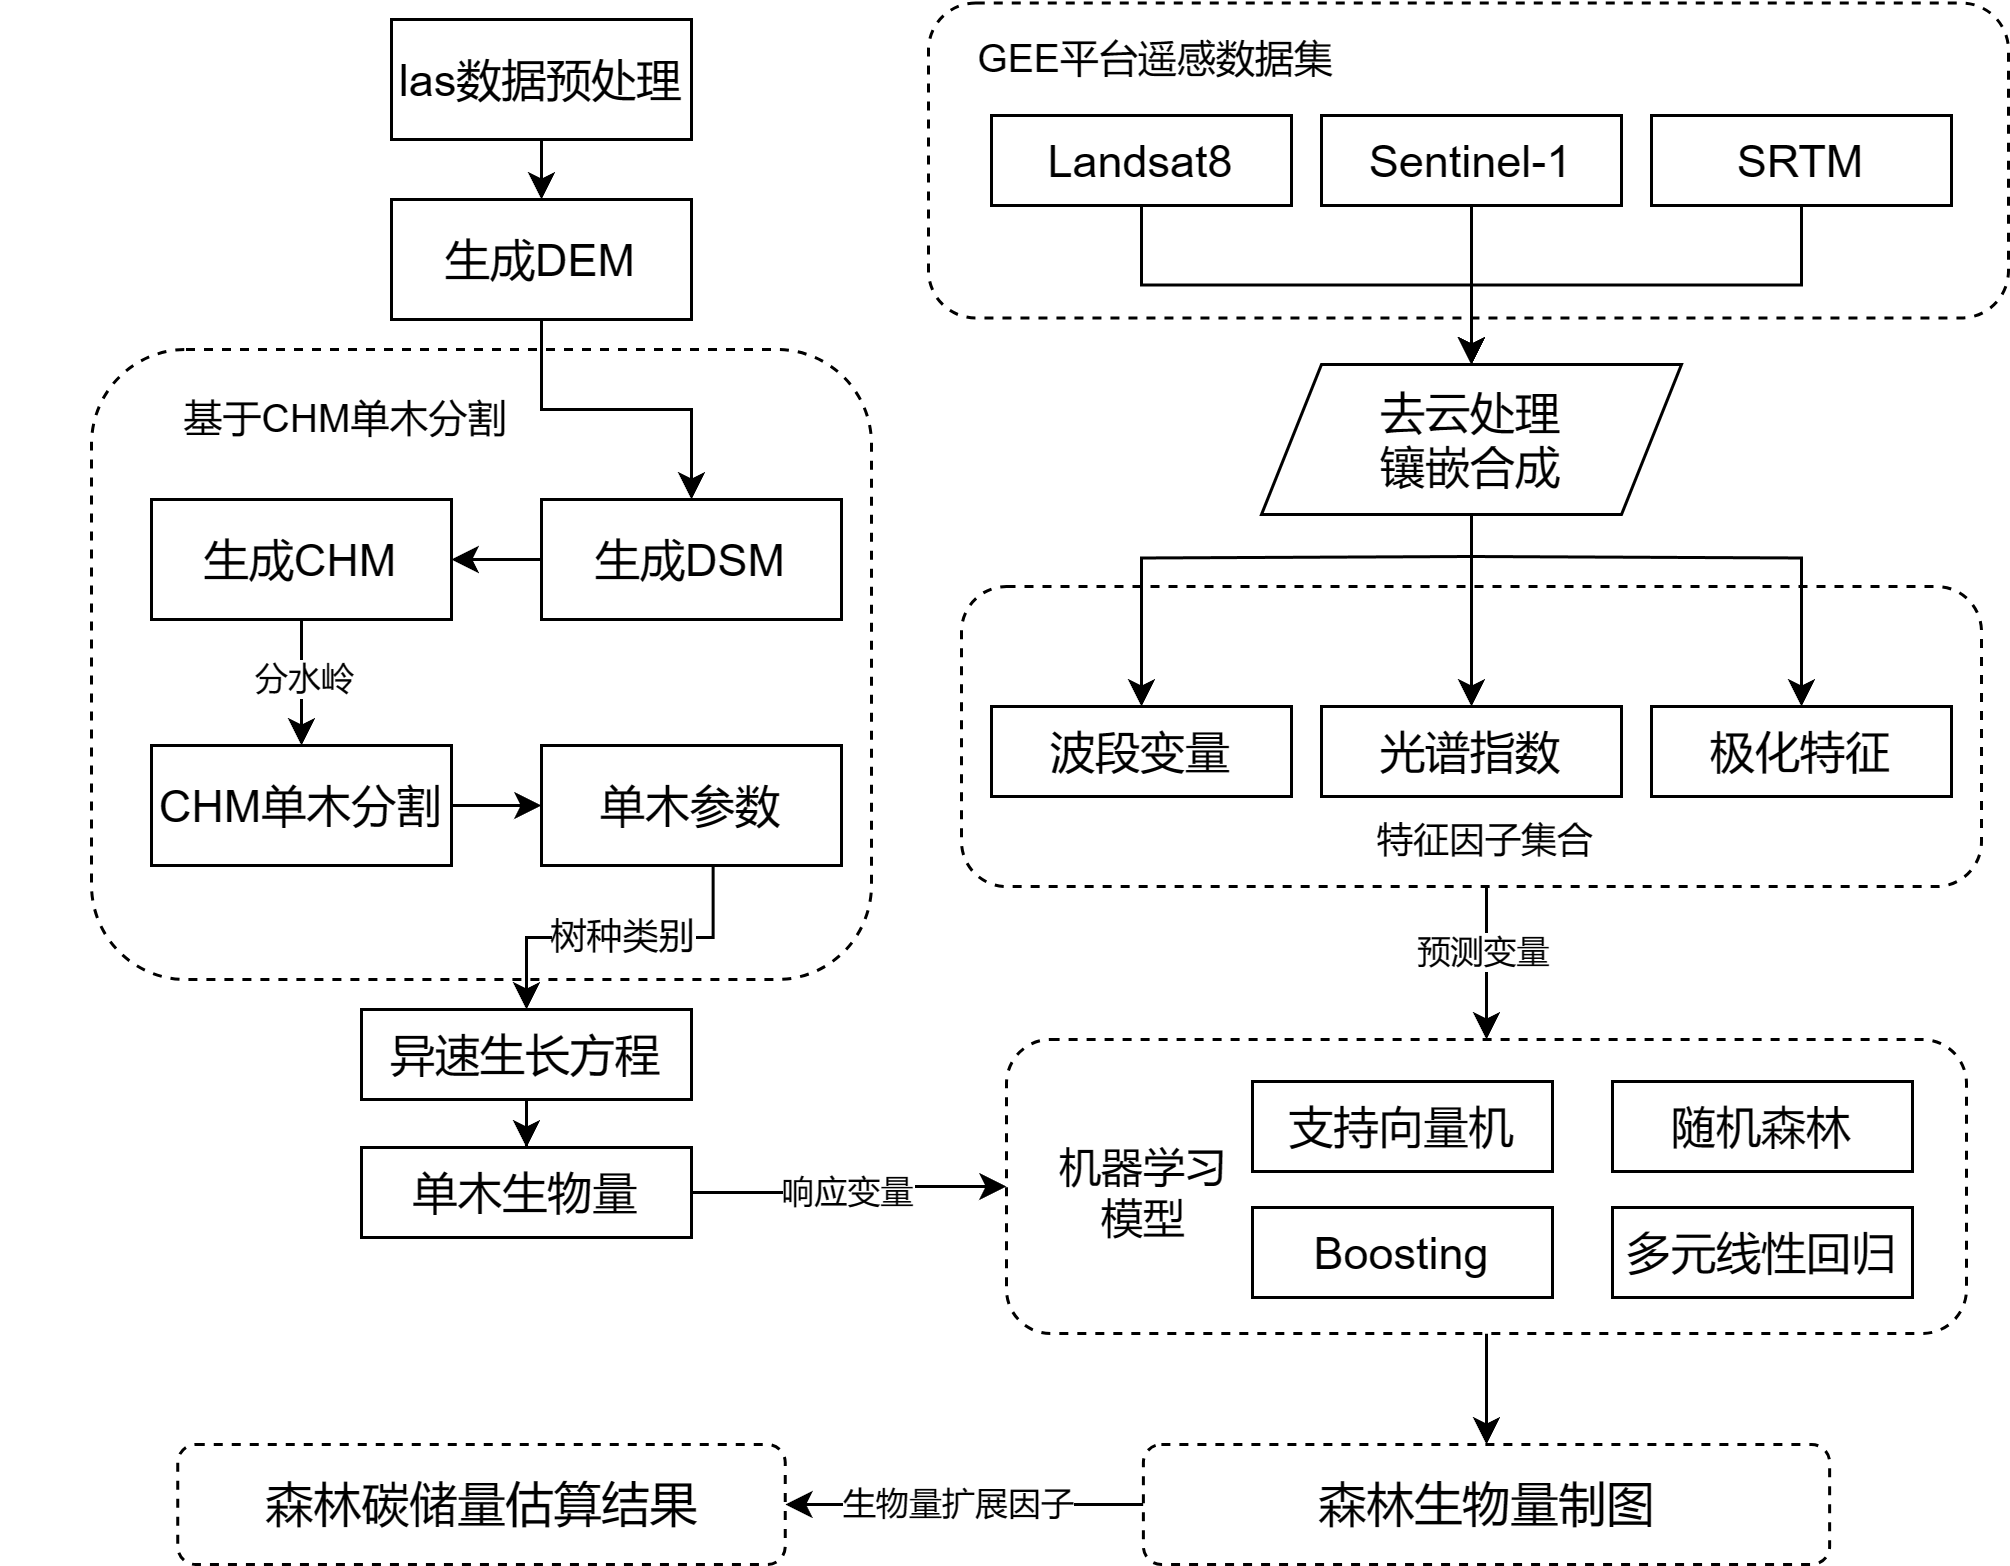 las数据预处理
生成DEM
基于CHM单木分割
生成CHM
生成DSM
分水岭
CHM单木分割
单木参数
树种类别
异速生长方程
单木生物量
响应变量
GEE平台遥感数据集
Landsat8
Sentinel-1
SRTM
去云处理
镶嵌合成
波段变量
光谱指数
极化特征
特征因子集合
预测变量
机器学习
模型
支持向量机
随机森林
Boosting
多元线性回归
森林生物量制图
生物量扩展因子
森林碳储量估算结果